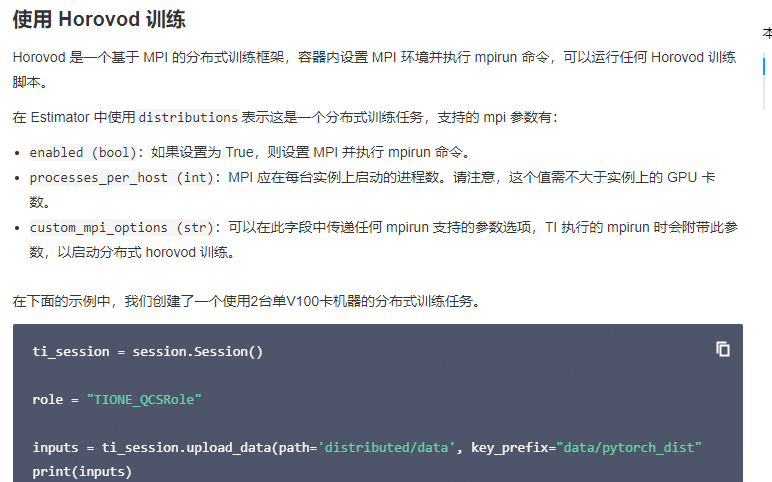 使用 Horovod 训练
本
Horovod 是一个基于 MPI 的分布式训练框架，容器内设置 MPI 环境并执行 mpirun 命令，可以运行任何 Horovod 训练
脚本。
在 Estimator 中使用 distributions 表示这是一个分布式训练任务，支持的 mpi 参数有：
• enabled (bool)：如果设置为 True，则设置 MPI 并执行 mpirun 命令。
• processes_per_host (int)：MPI 应在每台实例上启动的进程数。请注意，这个值需不大于实例上的 GPU 卡
数。
• custom_mpi_options (str)：可以在此字段中传递任何 mpirun 支持的参数选项，TI 执行的 mpirun 时会附带此参
数，以启动分布式 horovod 训练。
在下面的示例中，我们创建了一个使用2台单V100卡机器的分布式训练任务。
ti_session = session.Session()
role = "TIONE_QCSRole"
inputs = ti_session.upload_data(path='distributed/data', key_prefix="data/pytorch_dist"
print(inputs)